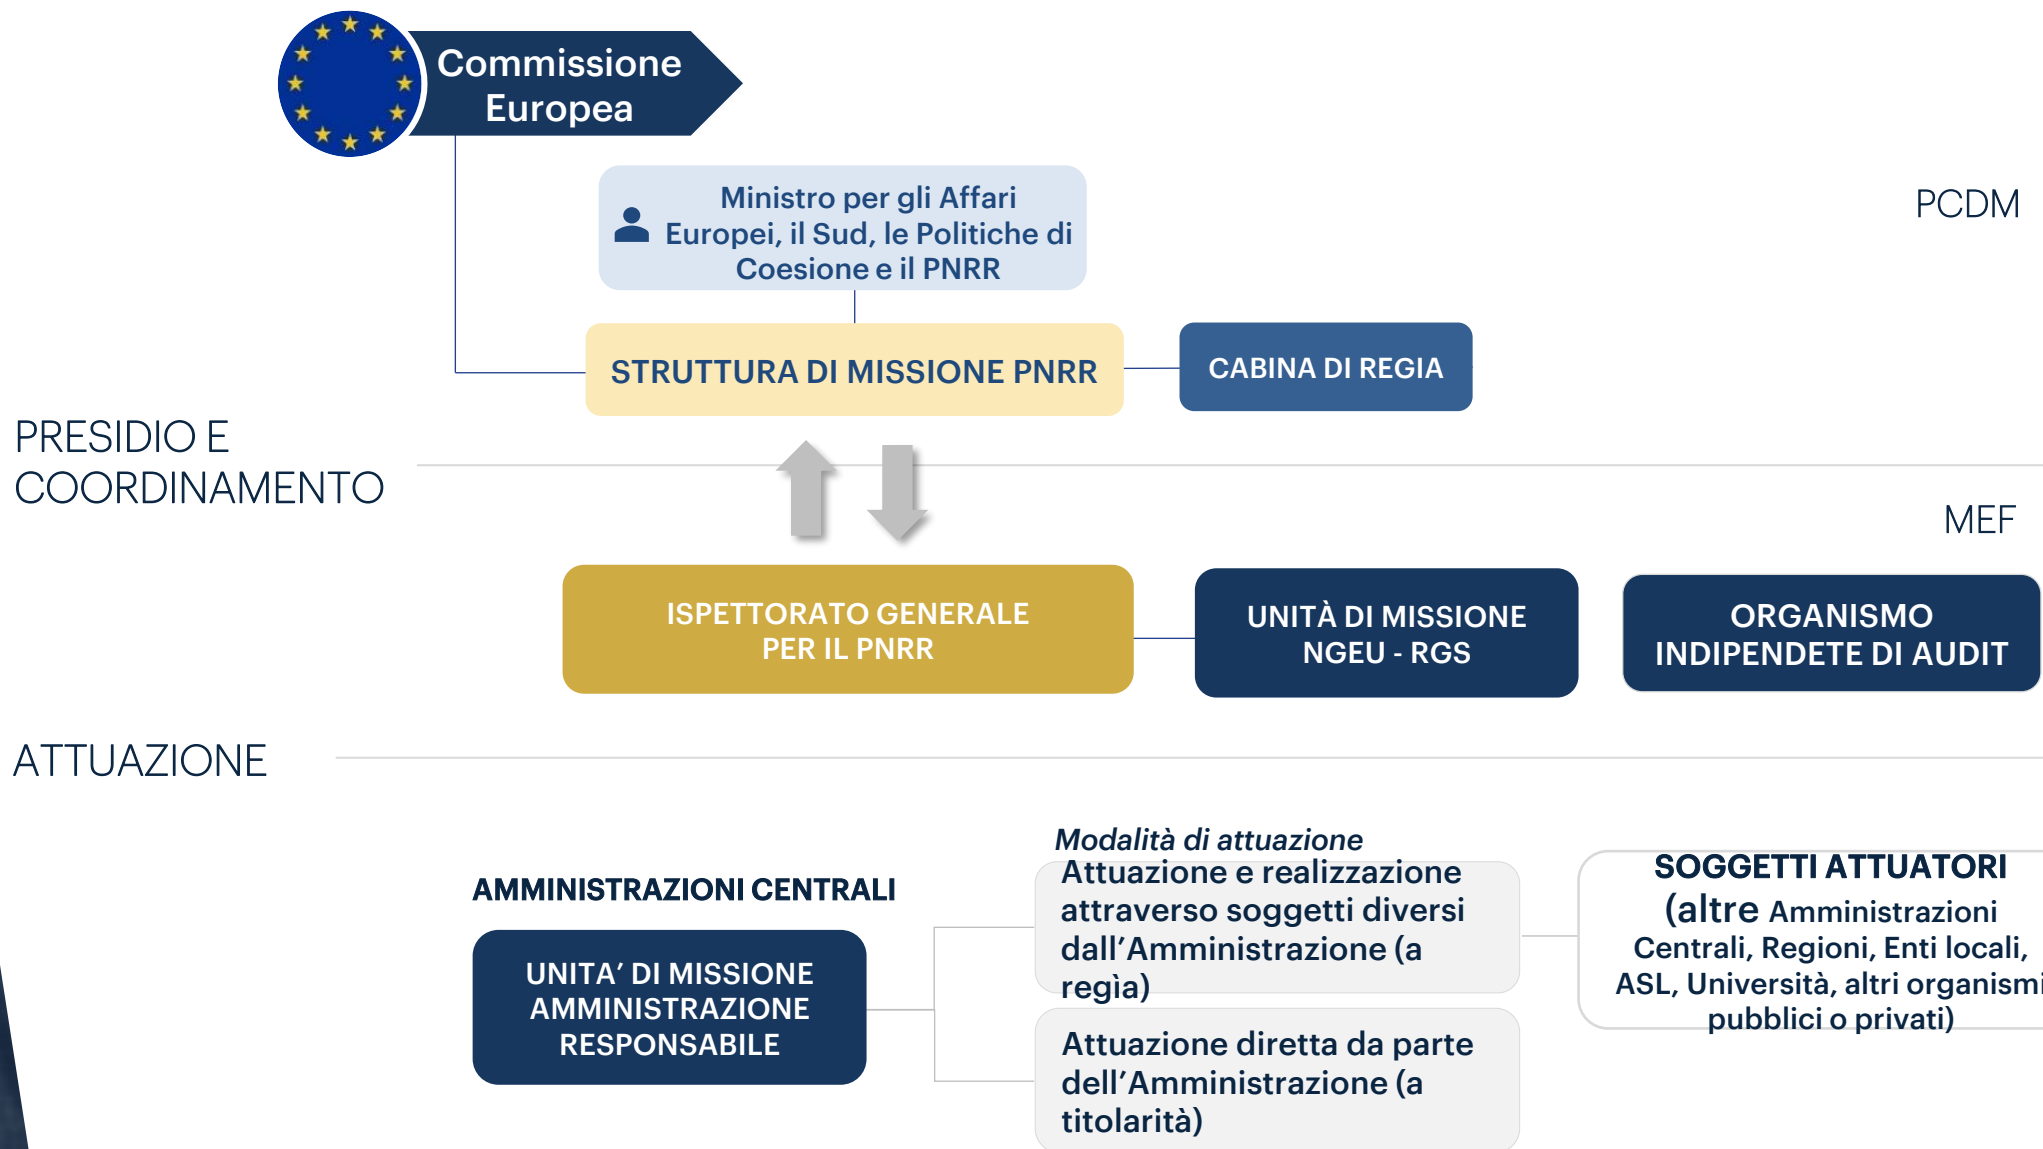 Commissione
Europea
Ministro per gli Affari
Europei, il Sud, le Politiche di
Coesione e il PNRR
PCDM
STRUTTURA DI MISSIONE PNRR
CABINA DI REGIA
PRESIDIO E
COORDINAMENTO
MEF
ISPETTORATO GENERALE
PER IL PNRR
UNITÀ DI MISSIONE
NGEU - RGS
ORGANISMO
INDIPENDETE DI AUDIT
ATTUAZIONE
AMMINISTRAZIONI CENTRALI
UNITA’ DI MISSIONE
AMMINISTRAZIONE
RESPONSABILE
Modalità di attuazione
Attuazione e realizzazione
attraverso soggetti diversi
dall’Amministrazione (a
regìa)
Attuazione diretta da parte
dell’Amministrazione (a
titolarità)
SOGGETTI ATTUATORI
(altre Amministrazioni
Centrali, Regioni, Enti locali,
ASL, Università, altri organismi
pubblici o privati)